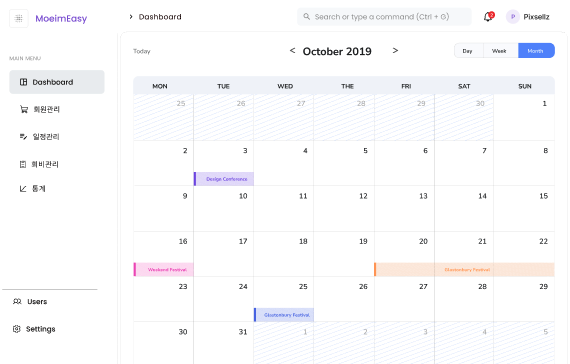 MoeimEasy
Dashboard
Search or type a command (Ctrl + G)
2
P
Pixsellz
MAIN MENU
Dashboard
회원관리
일정관리
회비관리
통계
Users
Settings
Today
< October 2019 >
Day Week Month
MON TUE WED THE FRI SAT SUN
25 26 27 28 29 30 1
2 3 4 5 6 7 8
Design Conference
9 10 11 12 13 14 15
16 17 18 19 20 21 22
Weekend Festival Glastonbury Festival
23 24 25 26 27 28 29
Glastonbury Festival
30 31 1 2 3 4 5